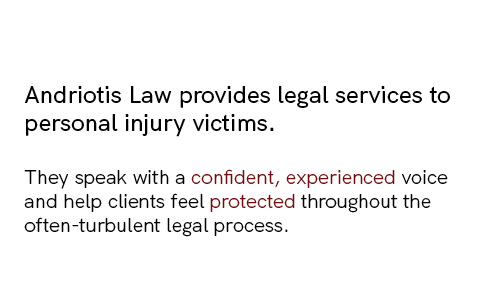 Andriotis Law provides legal services to
personal injury victims.
They speak with a confident, experienced voice
and help clients feel protected throughout the
often-turbulent legal process.